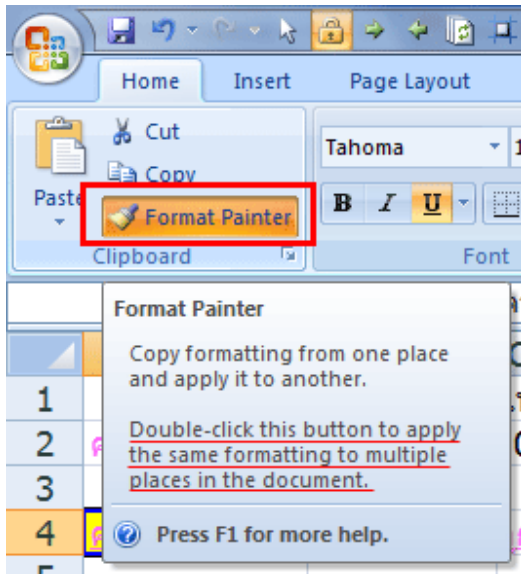 Home Insert Page Layout
Cut
Copy
Paste
Format Painter
Tahoma
B I U
Clipboard
Font
Format Painter
Copy formatting from one place
and apply it to another.
Double-click this button to apply
the same formatting to multiple
places in the document.
Press F1 for more help.
1
2
3
4